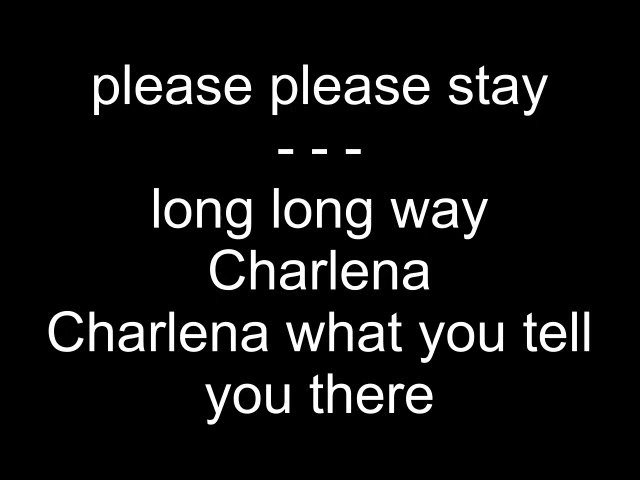 please please stay
- - -
long long way
Charlena
Charlena what you tell
you there